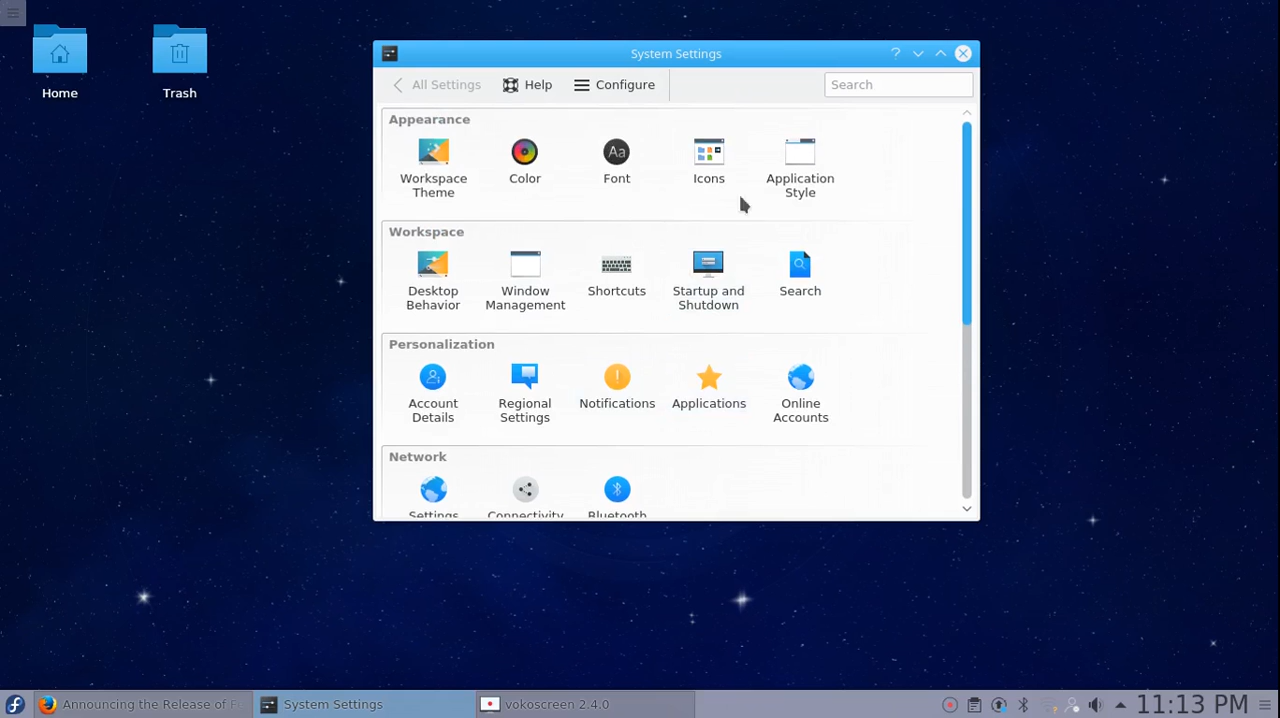 System Settings
All Settings
Help
Configure
Search
Appearance
Workspace
Theme
Color
Font
Icons
Application
Style
Workspace
Desktop
Behavior
Window
Management
Shortcuts
Startup and
Shutdown
Search
Personalization
Account
Details
Regional
Settings
Notifications
Applications
Online
Accounts
Network
Settings
Connectivity
Bluetooth
Home
Trash
Announcing the Release of
System Settings
vokoscreen 2.4.0
11:13 PM